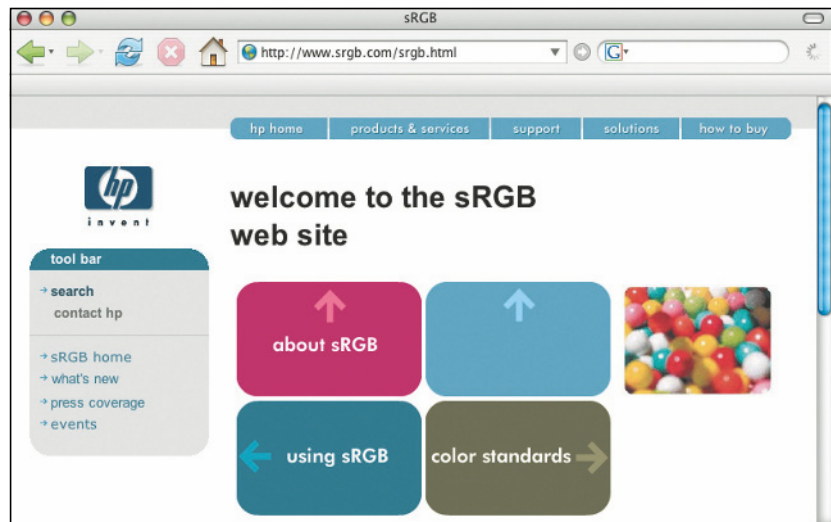 sRGB
http://www.srgb.com/srgb.html
G
hp home products & services support solutions how to buy
hp
invent
welcome to the sRGB
web site
tool bar
search
contact hp
sRGB home
what's new
press coverage
events
about sRGB
using sRGB
color standards